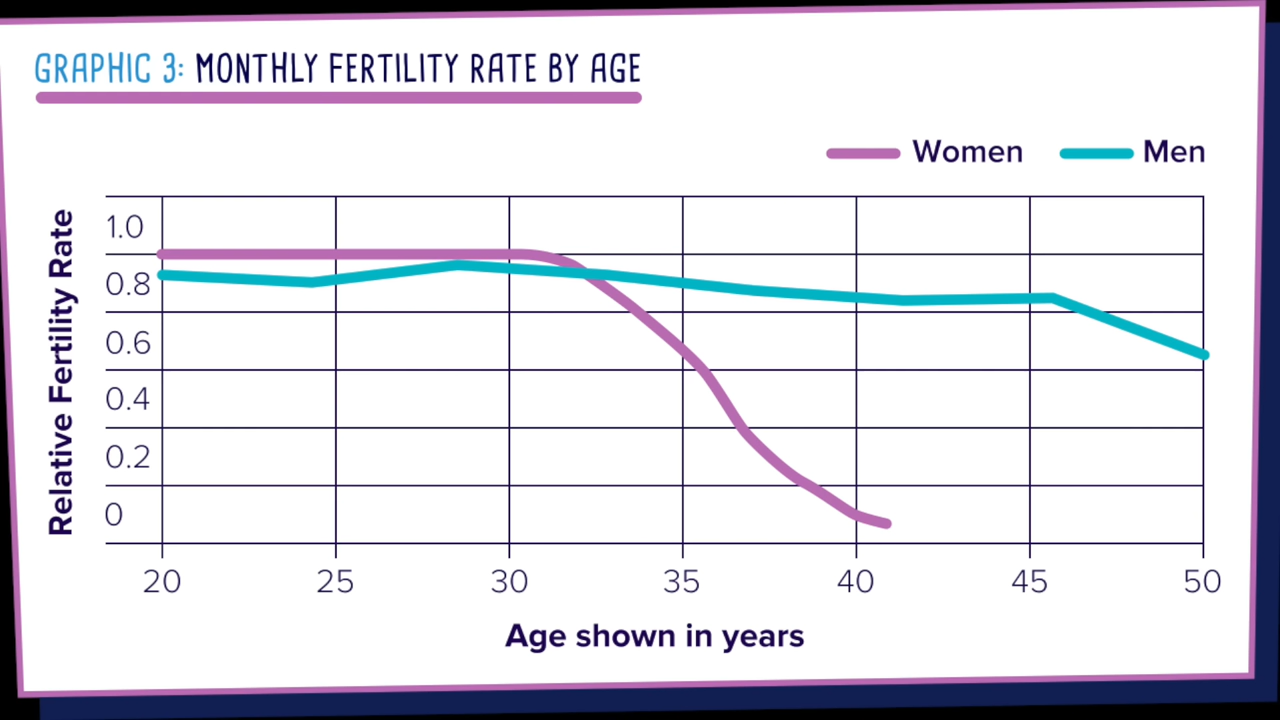 GRAPHIC 3: MONTHLY FERTILITY RATE BY AGE
Women Men
Relative Fertility Rate
1.0
0.8
0.6
0.4
0.2
0
20 25 30 35 40 45 50
Age shown in years